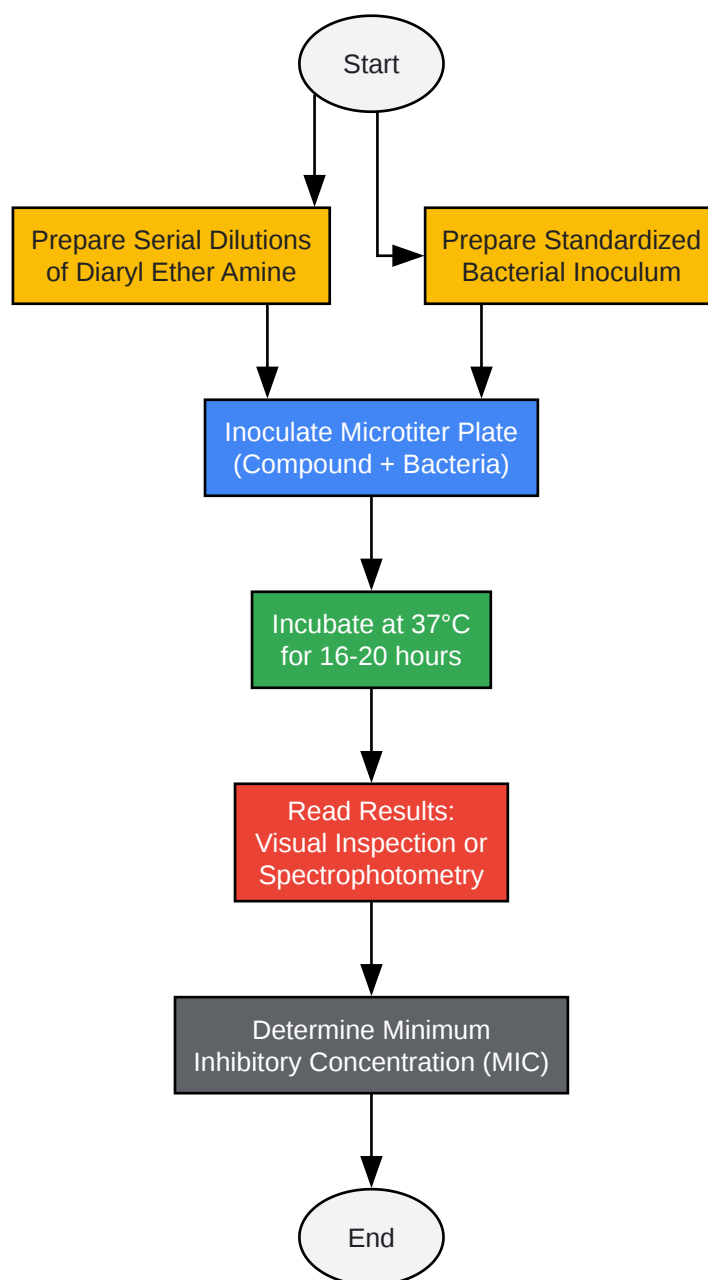 Start
Prepare Serial Dilutions
of Diaryl Ether Amine
Prepare Standardized
Bacterial Inoculum
Inoculate Microtiter Plate
(Compound + Bacteria)
Incubate at 37°C
for 16-20 hours
Read Results:
Visual Inspection or
Spectrophotometry
Determine Minimum
Inhibitory Concentration (MIC)
End